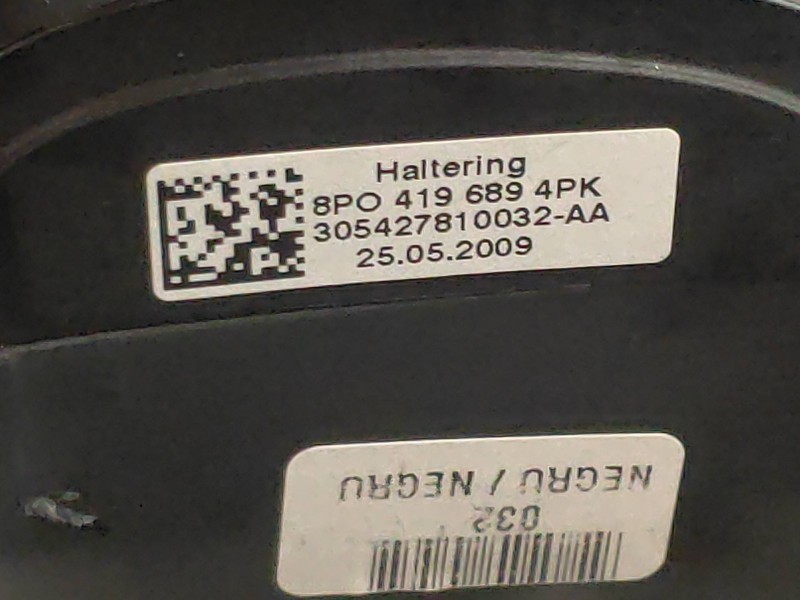 Haltering
8PO 419 689 4PK
305427810032-AA
25.05.2009
NEGRU / NEGRU
032